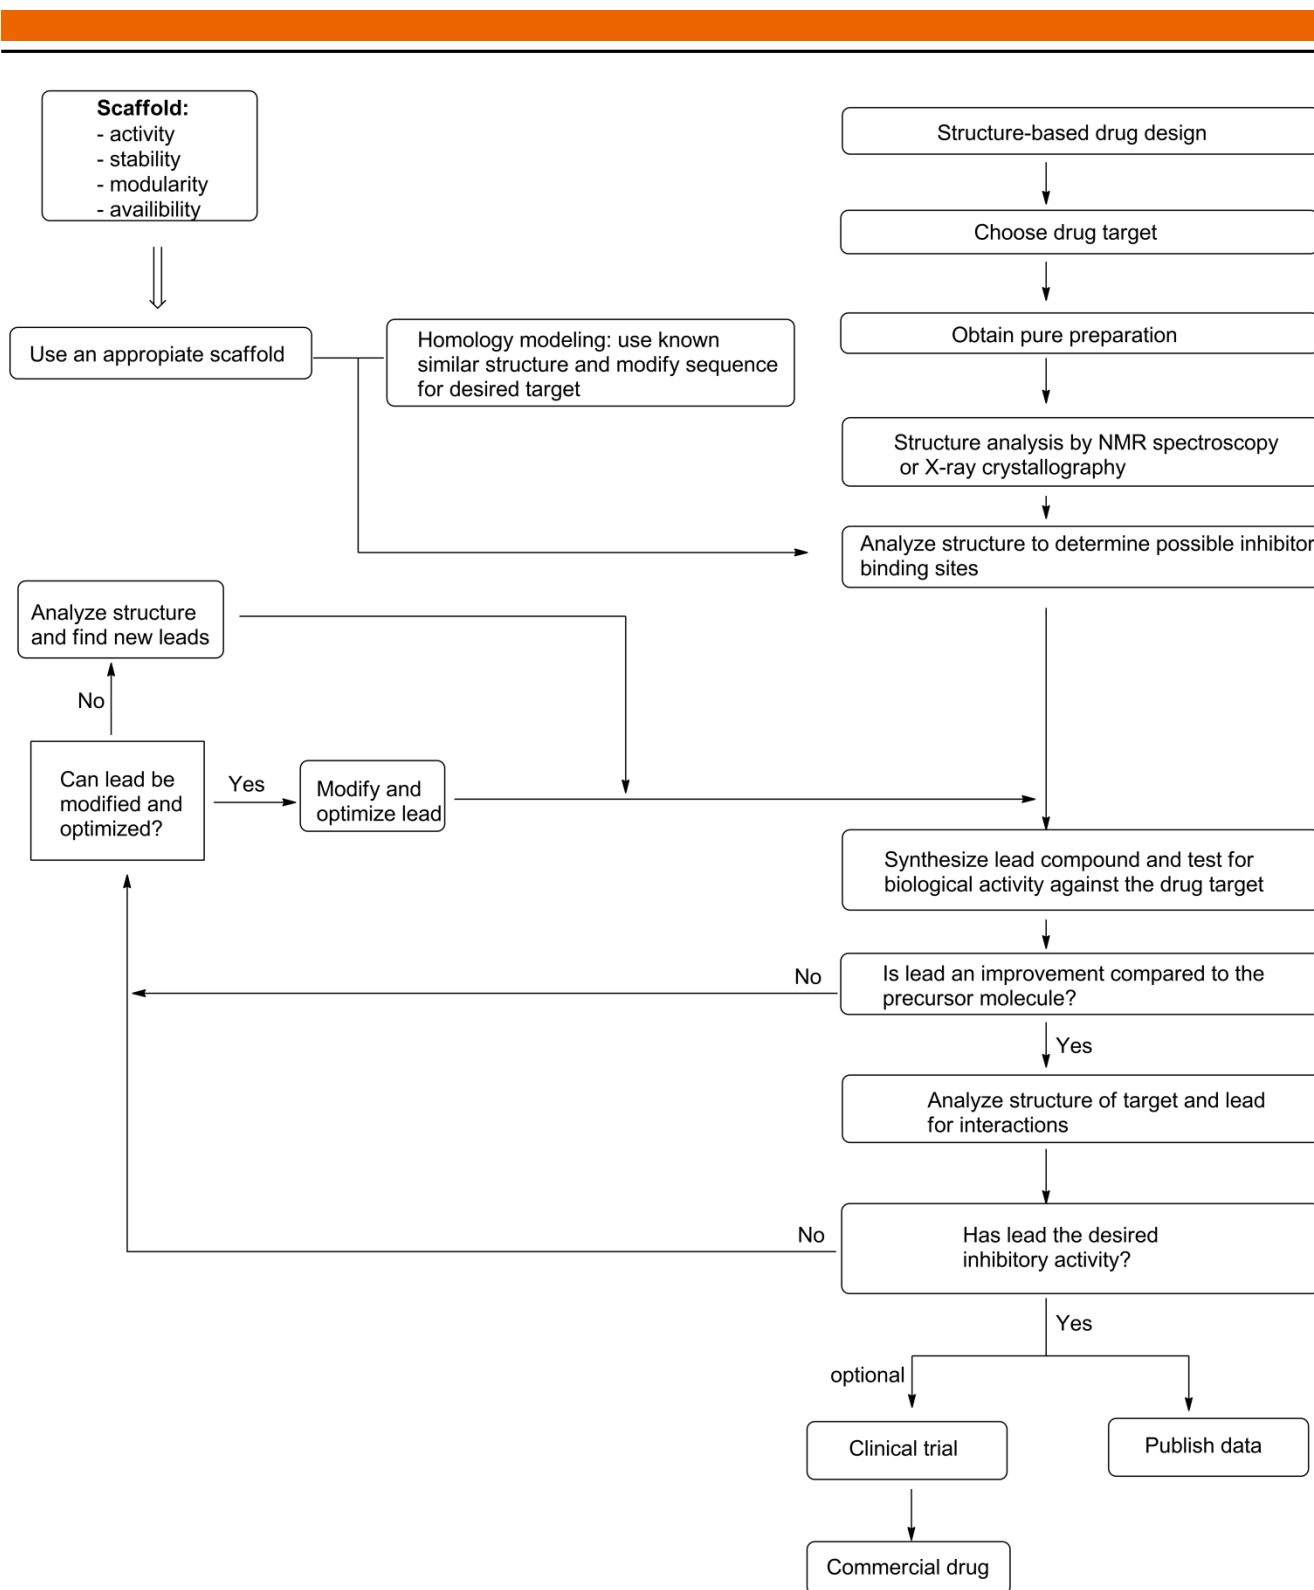 Scaffold:
- activity
- stability
- modularity
- availibility
Structure-based drug design
Choose drug target
Use an appropiate scaffold
Homology modeling: use known
similar structure and modify sequence
for desired target
Obtain pure preparation
Structure analysis by NMR spectroscopy
or X-ray crystallography
Analyze structure to determine possible inhibitor
binding sites
Analyze structure
and find new leads
No
Can lead be
modified and
optimized?
Yes
Modify and
optimize lead
Synthesize lead compound and test for
biological activity against the drug target
No
Is lead an improvement compared to the
precursor molecule?
Yes
Analyze structure of target and lead
for interactions
No
Has lead the desired
inhibitory activity?
Yes
optional
Clinical trial
Publish data
Commercial drug